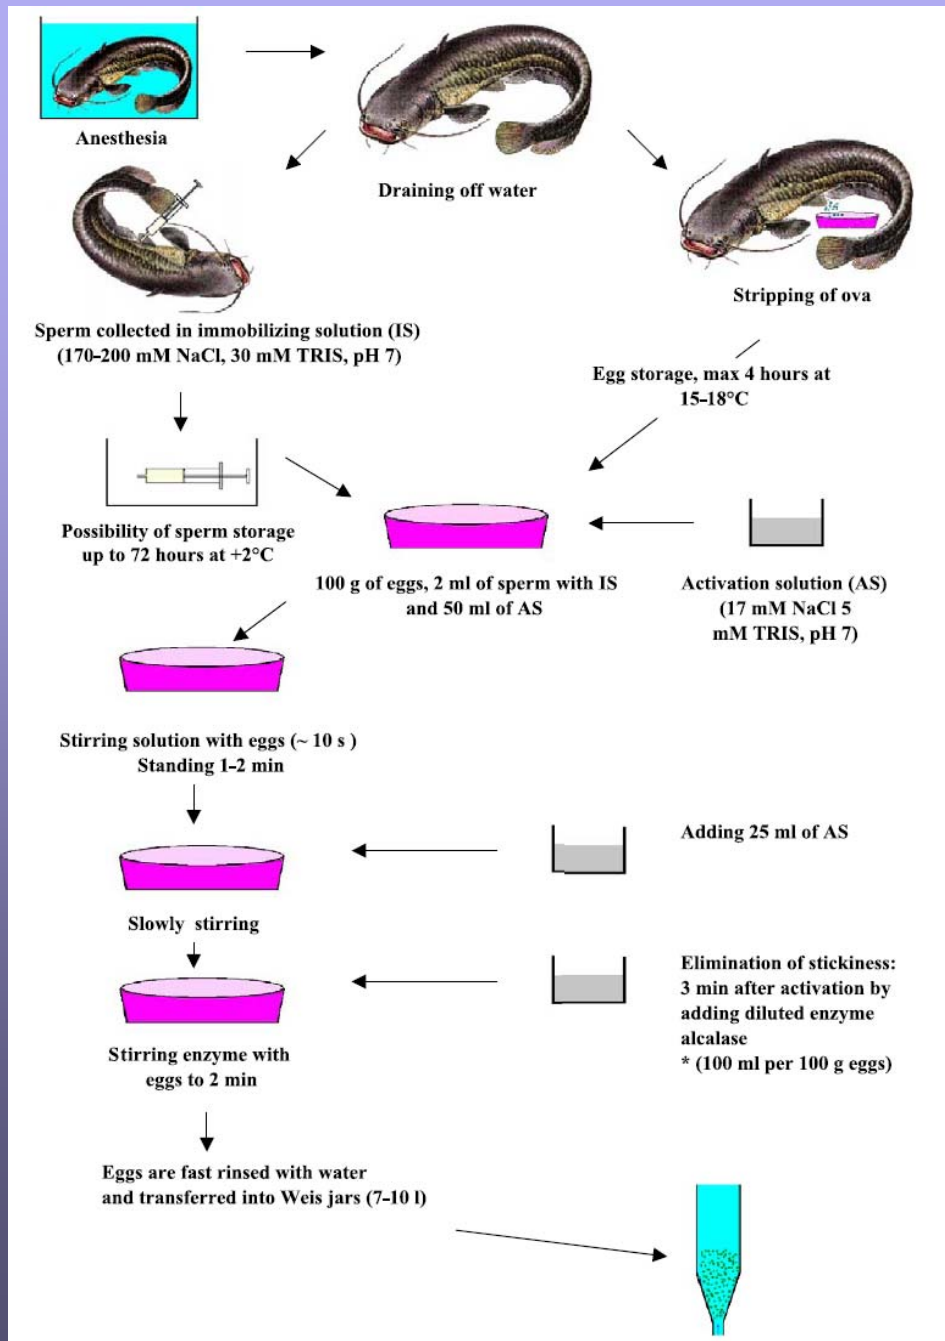 Anesthesia
Draining off water
Stripping of ova
Sperm collected in immobilizing solution (IS)
(170-200 mM NaCl, 30 mM TRIS, pH 7)
Egg storage, max 4 hours at
15-18°C
Possibility of sperm storage
up to 72 hours at +2°C
100 g of eggs, 2 ml of sperm with IS
and 50 ml of AS
Activation solution (AS)
(17 mM NaCl 5
mM TRIS, pH 7)
Stirring solution with eggs (~ 10 s )
Standing 1-2 min
Adding 25 ml of AS
Slowly stirring
Elimination of stickiness:
3 min after activation by
adding diluted enzyme
alcalase
* (100 ml per 100 g eggs)
Stirring enzyme with
eggs to 2 min
Eggs are fast rinsed with water
and transferred into Weis jars (7-10 l)